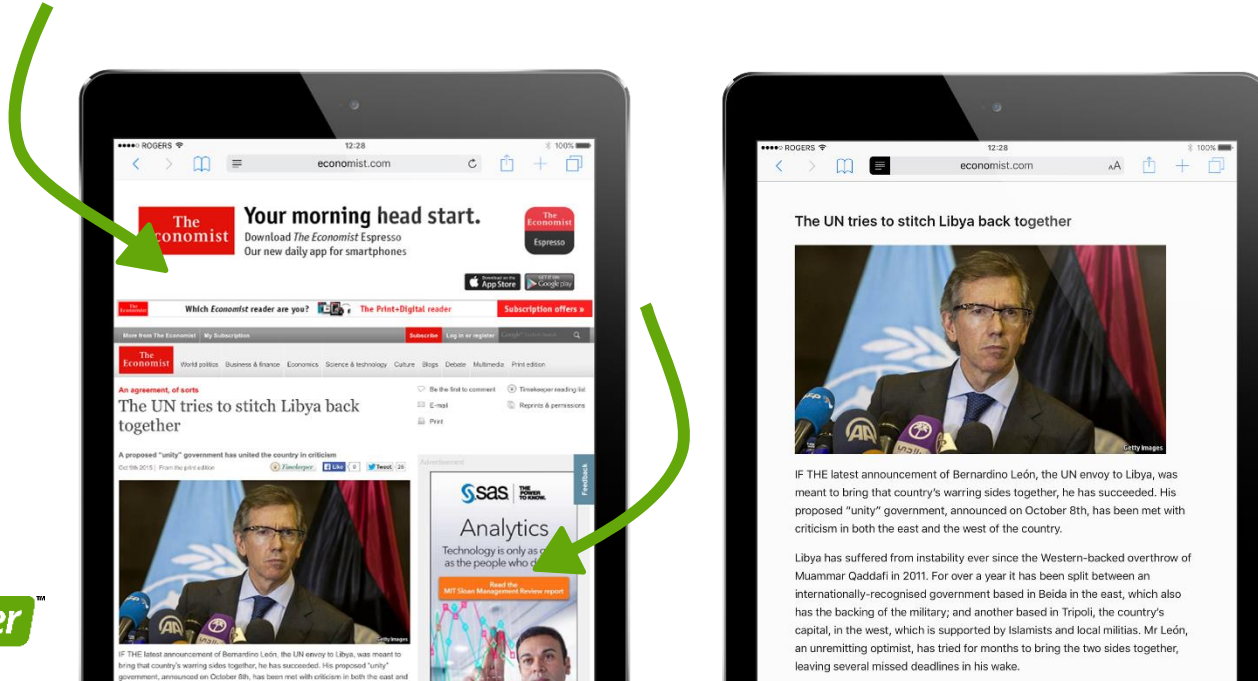 ROGERS 12:28 100%
economist.com
The
Economist
Your morning head start.
Download The Economist Espresso
Our new daily app for smartphones
The
Economist
Espresso
Download on the
App Store
GET IT ON
Google play
The
Economist
Which Economist reader are you?
The Print+Digital reader
Subscription offers »
More from The Economist My Subscription
Subscribe Log in or register
The
Economist
World politics Business & finance Economics Science & technology Culture Blogs Debate Multimedia Print edition
An agreement, of sorts
The UN tries to stitch Libya back
together
Be the first to comment Timekeeper reading list
E-mail Reprints & permissions
Print
A proposed "unity" government has united the country in criticism
Oct 15th 2015 | From the print edition
Timekeeper Like 0 Tweet
Advertisement
Feedback
sas THE
POWER
TO KNOW.
Analytics
Technology is only as
as the people who
Read the
MIT Sloan Management Review report
Getty Images
IF THE latest announcement of Bernardino León, the UN envoy to Libya, was meant to
bring that country's warring sides together, he has succeeded. His proposed "unity"
government, announced on October 8th, has been met with criticism in both the east and
er ™
ROGERS 12:28 100%
economist.com AA
The UN tries to stitch Libya back together
Getty Images
IF THE latest announcement of Bernardino León, the UN envoy to Libya, was
meant to bring that country's warring sides together, he has succeeded. His
proposed "unity" government, announced on October 8th, has been met with
criticism in both the east and the west of the country.
Libya has suffered from instability ever since the Western-backed overthrow of
Muammar Qaddafi in 2011. For over a year it has been split between an
internationally-recognised government based in Beida in the east, which also
has the backing of the military; and another based in Tripoli, the country's
capital, in the west, which is supported by Islamists and local militias. Mr León,
an unremitting optimist, has tried for months to bring the two sides together,
leaving several missed deadlines in his wake.